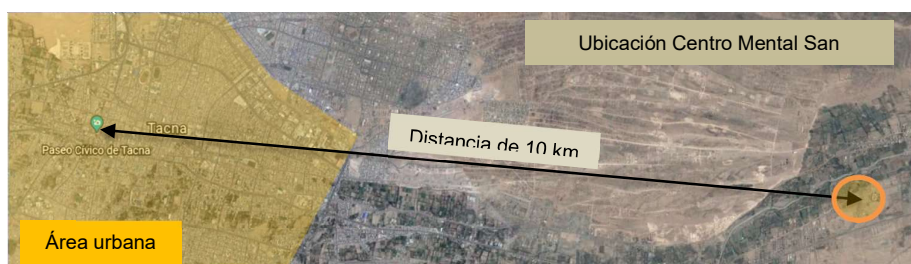 Ubicación Centro Mental San
Distancia de 10 km
Tacna
Paseo Cívico de Tacna
Área urbana